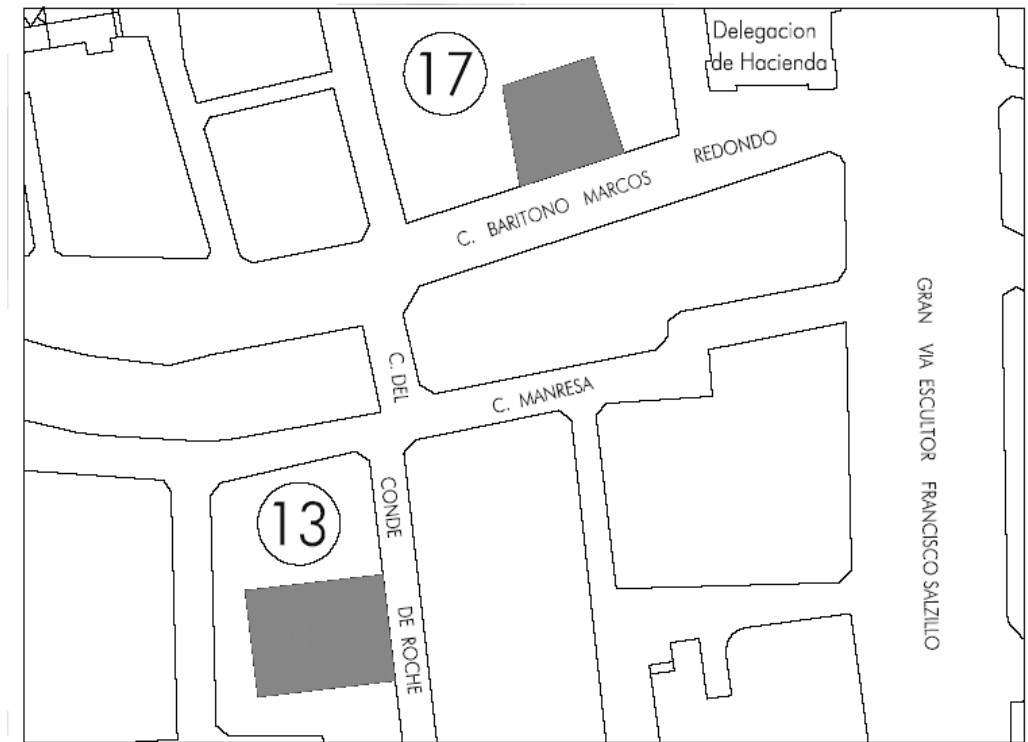 Delegacion
de Hacienda
17
C. BARITONO MARCOS REDONDO
GRAN VIA ESCULTOR FRANCISCO SALZILLO
C. DEL CONDE DE ROCHE
C. MANRESA
13